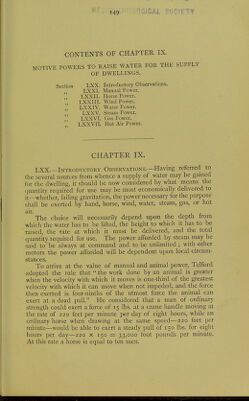 149
SOCIETY
CONTENTS OF CHAPTER IX.
MOTIVE POWERS TO RAISE WATER FOR THE SUPPLY
OF DWELLINGS.
Section LXX. Introductory Observations.
„ LXXI. Manual Power.
„ LXXII. Horse Power.
„ LXXIII. Wind Power.
„ LXXIV. Water Power.
„ LXXV. Steam Power.
„ LXXVI. Gas Power.
„ LXXVII. Hot Air Power.
CHAPTER IX.
LXX.—Introductory Observations.—Having referred to
the several sources from whence a supply of water may be gained
for the dwelling, it should be now considered by what means the
quantity required for use may be most economically delivered to
it—whether, failing gravitation, the power necessary for the purpose
shall be exerted by hand, horse, wind, water, steam, gas, or hot
air.
The choice will necessarily depend upon the depth from
which the water has to be lifted, the height to which it has to be
raised, the rate at which it must be delivered, and the total
quantity required for use. The power afforded by steam may be
said to be always at command and to be unlimited; with other
motors the power afforded will be dependent upon local circum-
stances.
To arrive at the value of manual and animal power, Telford
adopted the rule that "the work done by an animal is greater
when the velocity with which it moves is one-third of the greatest
velocity with which it can move when not impeded, and the force
then exerted is four-ninths of the utmost force the animal can
exert at a dead pull." He considered that a man of ordinary
strength could exert a force of 15 lbs. at a crane handle moving at
the rate of 220 feet per minute per day of eight hours, while an
ordinary horse when drawing at the same speed—220 feet per
minute—would be able to exert a steady pull of 150 lbs. for eight
hours per day—220 × 150 = 33,000 foot pounds per minute.
At this rate a horse is equal to ten men.